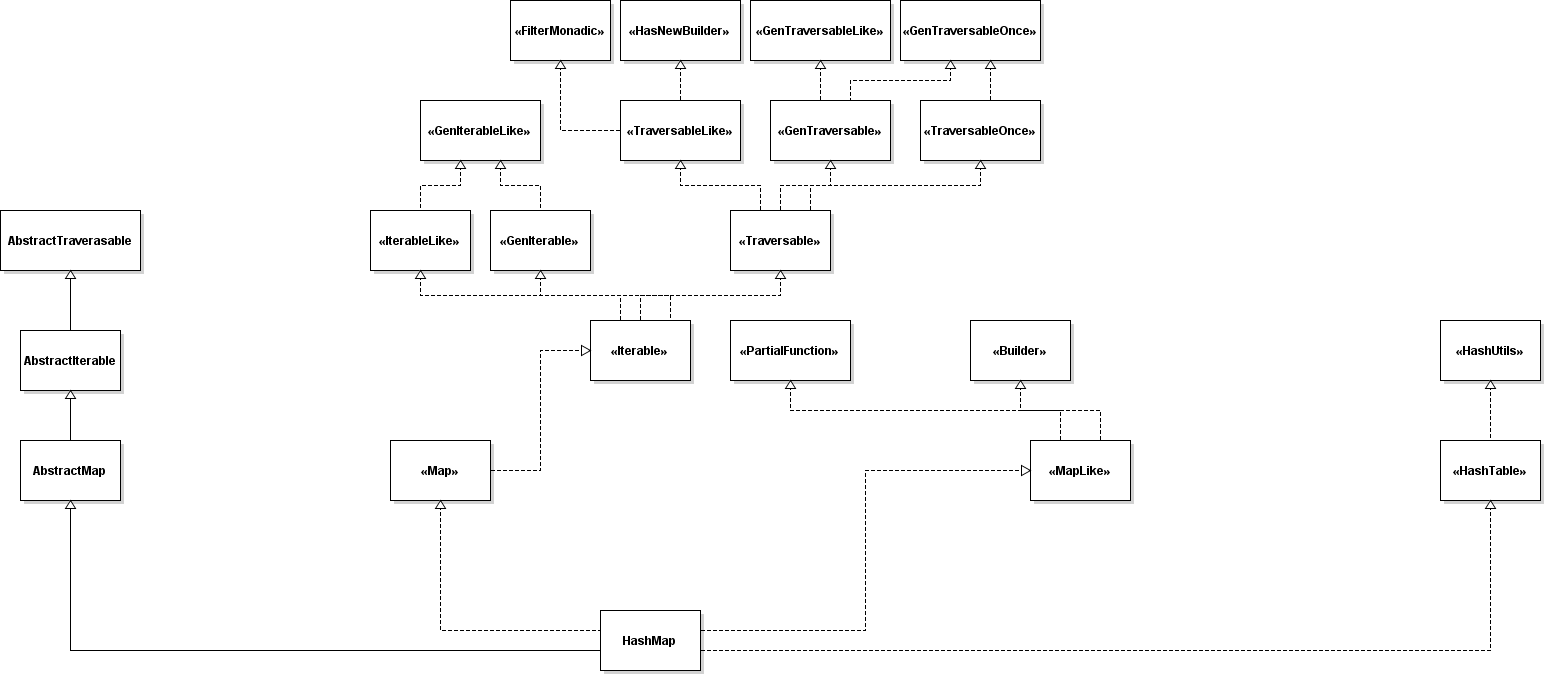 «FilterMonadic»
«HasNewBuilder»
«GenTraversableLike»
«GenTraversableOnce»
«GenIterableLike»
«TraversableLike»
«GenTraversable»
«TraversableOnce»
AbstractTraverasable
«IterableLike»
«GenIterable»
«Traversable»
AbstractIterable
«Iterable»
«PartialFunction»
«Builder»
«HashUtils»
AbstractMap
«Map»
«MapLike»
«HashTable»
HashMap